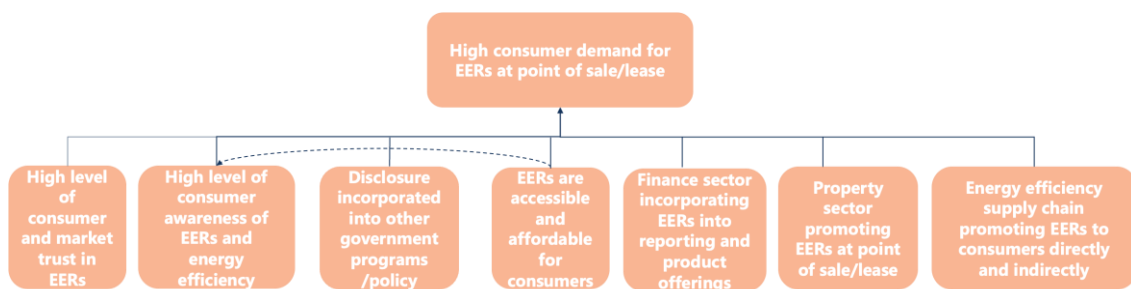 High consumer demand for
EERs at point of sale/lease
High level
of
consumer
and market
trust in
EERs
High level of
consumer
awareness of
EERs and
energy
efficiency
Disclosure
incorporated
into other
government
programs
/policy
EERs are
accessible
and
affordable
for
consumers
Finance sector
incorporating
EERs into
reporting and
product
offerings
Property
sector
promoting
EERs at point
of sale/lease
Energy efficiency
supply chain
promoting EERs to
consumers directly
and indirectly